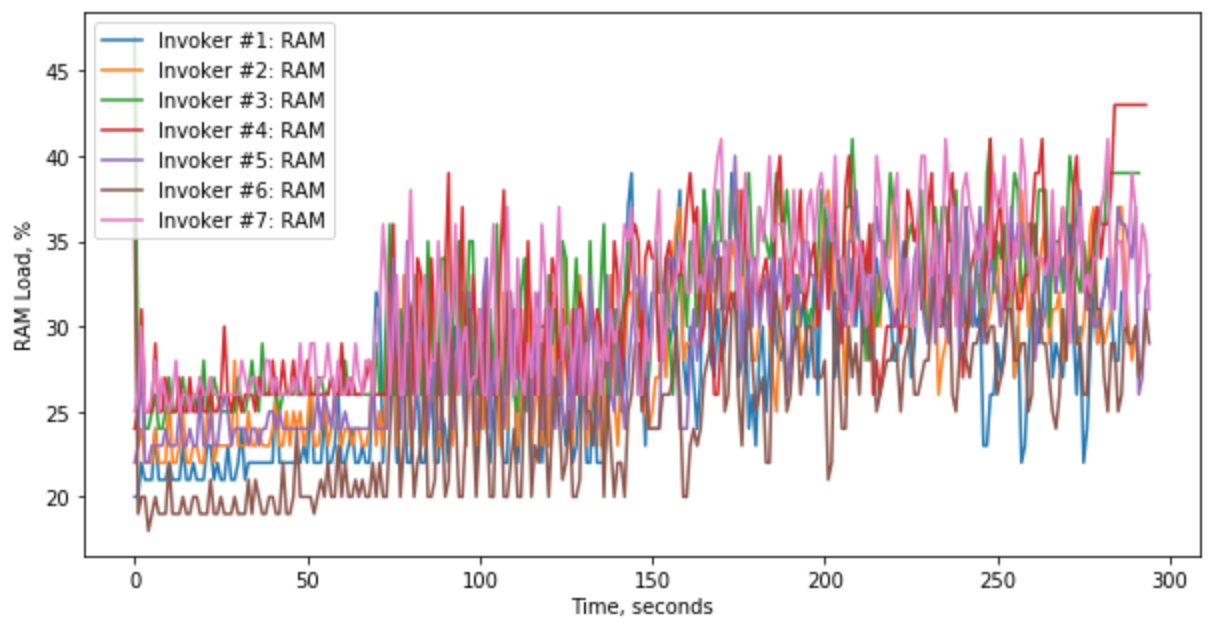 Invoker #1: RAM
Invoker #2: RAM
Invoker #3: RAM
Invoker #4: RAM
Invoker #5: RAM
Invoker #6: RAM
Invoker #7: RAM
RAM Load, %
45
40
35
30
25
20
0 50 100 150 200 250 300
Time, seconds